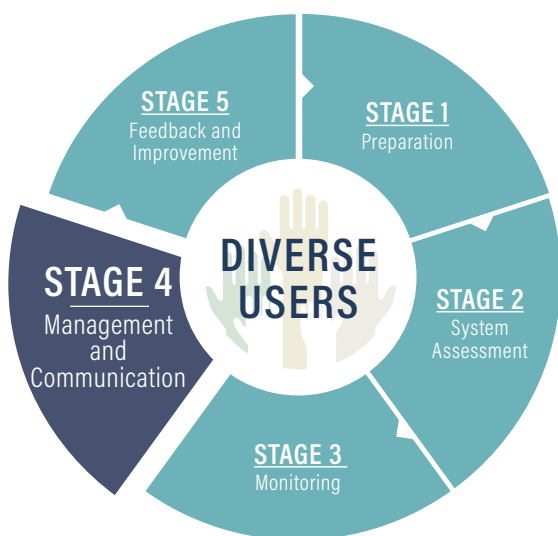 STAGE 1
Preparation
STAGE 2
System
Assessment
STAGE 3
Monitoring
STAGE 4
Management
and
Communication
STAGE 5
Feedback and
Improvement
DIVERSE
USERS